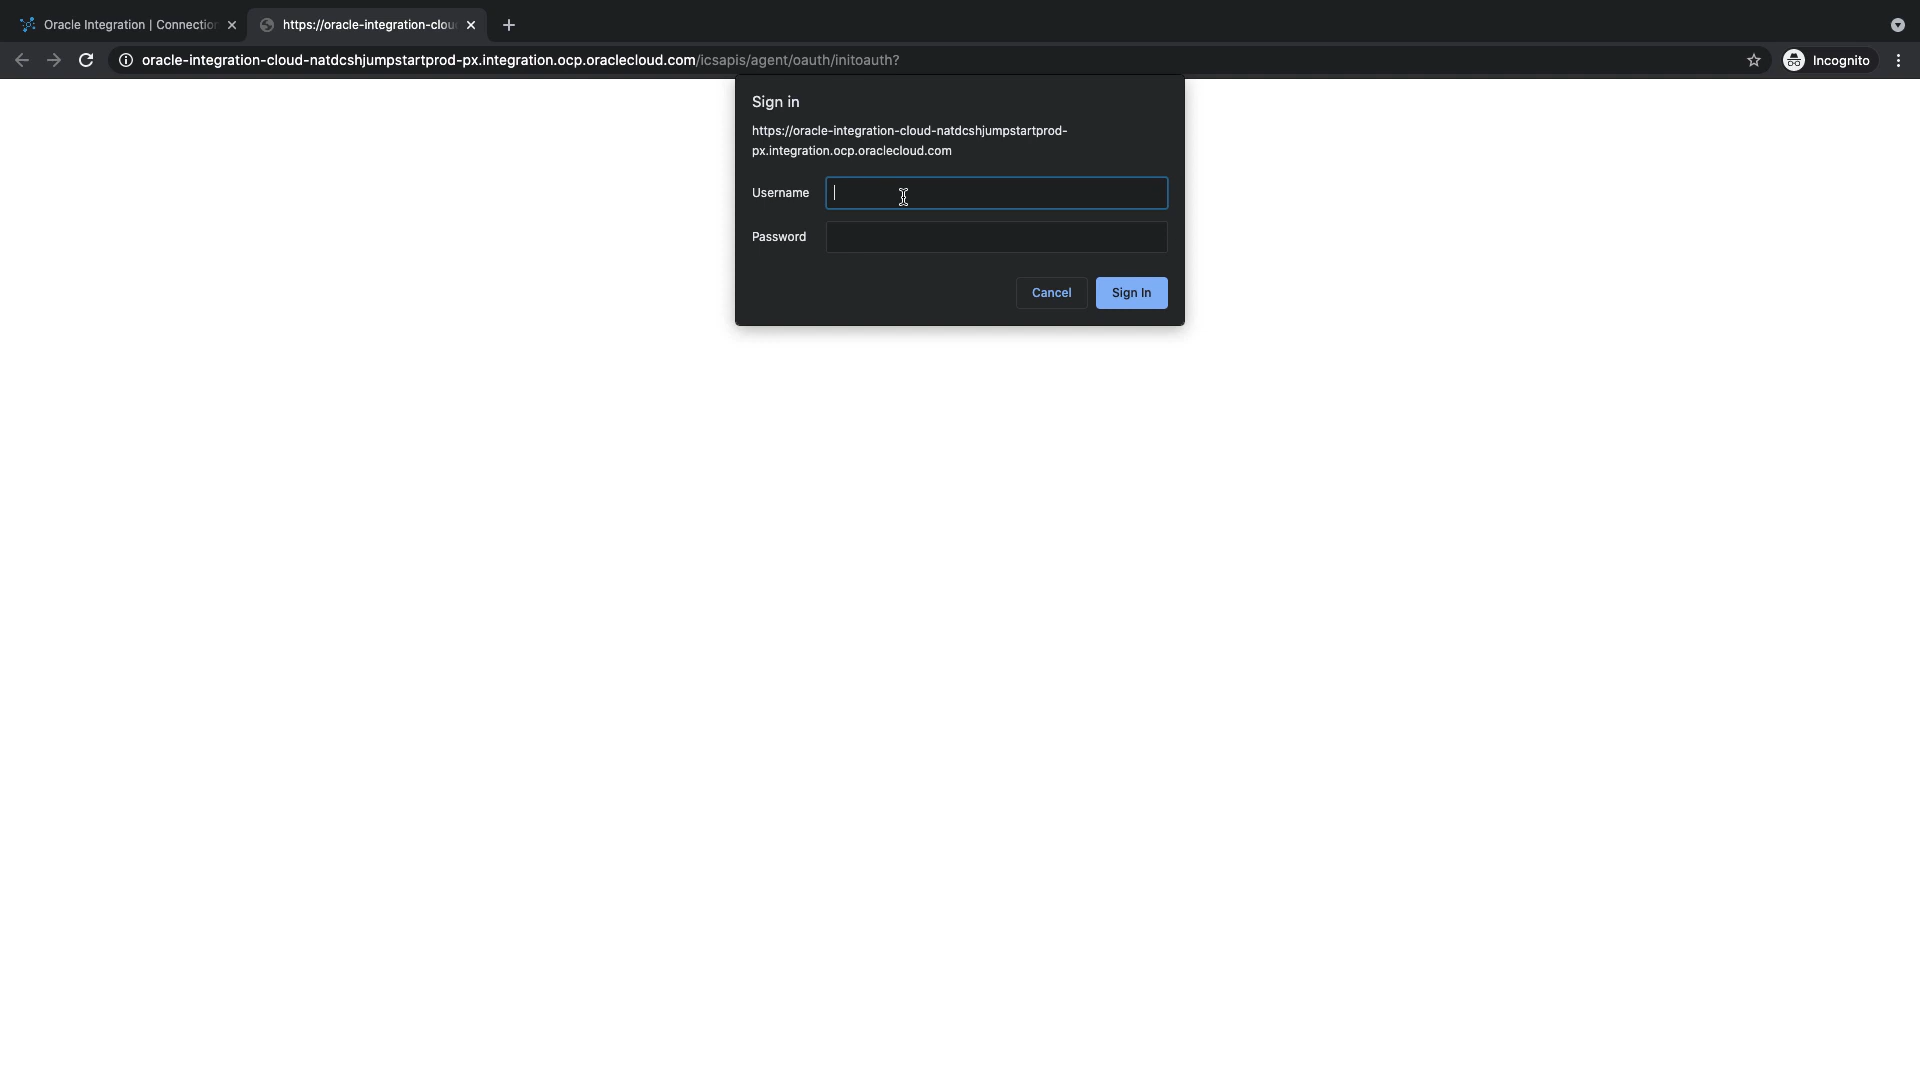 Oracle Integration | Connection
https://oracle-integration-clou
oracle-integration-cloud-natdcshjumpstartprod-px.integration.ocp.oraclecloud.com/icsapis/agent/oauth/initoauth?
Incognito
Sign in
https://oracle-integration-cloud-natdcshjumpstartprod-
px.integration.ocp.oraclecloud.com
Username
Password
Cancel
Sign In